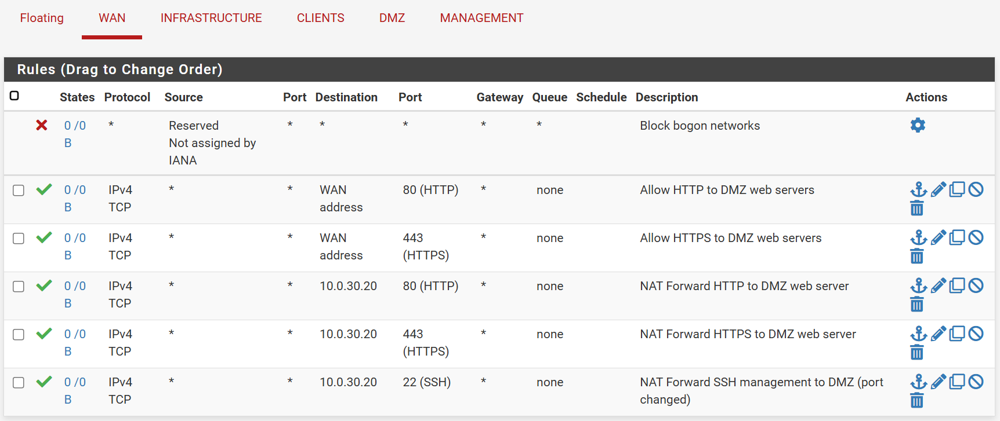 Floating WAN INFRASTRUCTURE CLIENTS DMZ MANAGEMENT
Rules (Drag to Change Order)
States Protocol Source Port Destination Port Gateway Queue Schedule Description Actions
0 /0 * Reserved * * * * * Block bogon networks
B Not assigned by
IANA
0 /0 IPv4 * * WAN 80 (HTTP) * none Allow HTTP to DMZ web servers
B TCP address
0 /0 IPv4 * * WAN 443 * none Allow HTTPS to DMZ web servers
B TCP address (HTTPS)
0 /0 IPv4 * * 10.0.30.20 80 (HTTP) * none NAT Forward HTTP to DMZ web server
B TCP
0 /0 IPv4 * * 10.0.30.20 443 * none NAT Forward HTTPS to DMZ web server
B TCP (HTTPS)
0 /0 IPv4 * * 10.0.30.20 22 (SSH) * none NAT Forward SSH management to DMZ (port
B TCP changed)